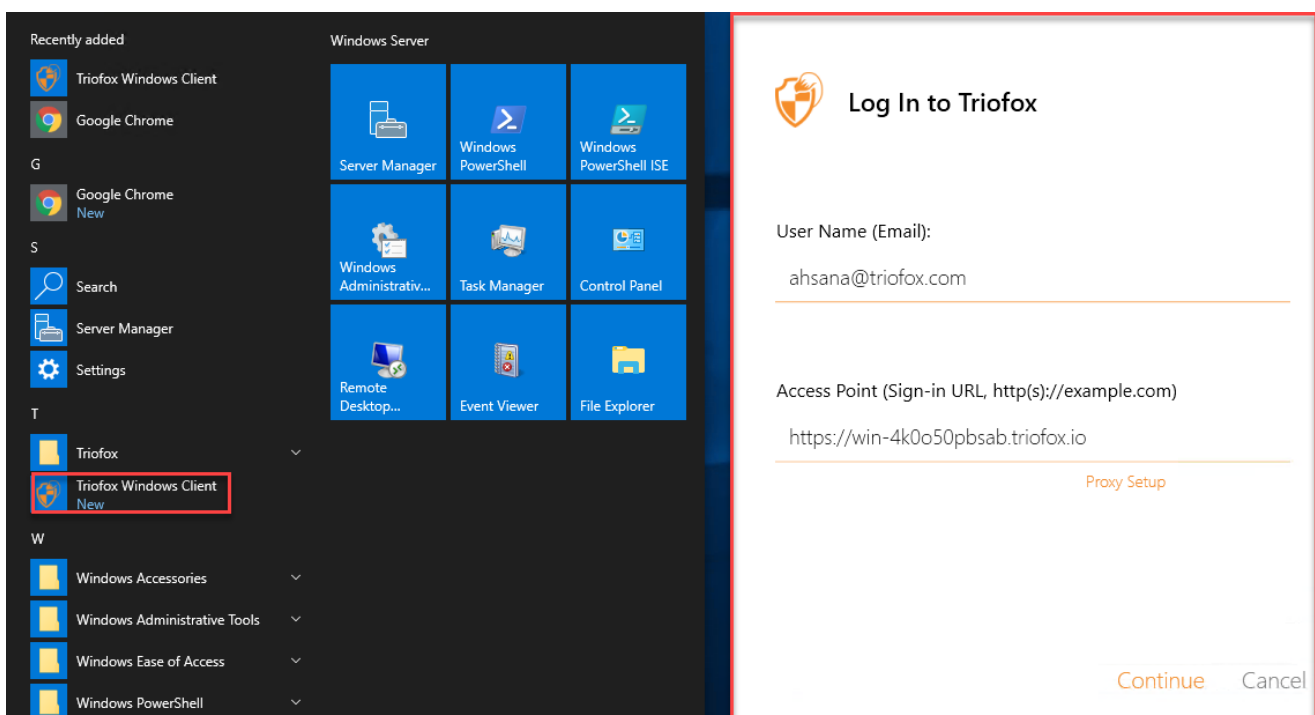 Recently added
Triofox Windows Client
Google Chrome
G
Google Chrome
New
S
Search
Server Manager
Settings
T
Triofox
Triofox Windows Client
New
W
Windows Accessories
Windows Administrative Tools
Windows Ease of Access
Windows PowerShell
Windows Server
Server Manager
Windows
PowerShell
Windows
PowerShell ISE
Windows
Administrativ...
Task Manager
Control Panel
Remote
Desktop...
Event Viewer
File Explorer
Log In to Triofox
User Name (Email):
ahsana@triofox.com
Access Point (Sign-in URL, http(s)://example.com)
https://win-4k0o50pbsab.triofox.io
Proxy Setup
Continue
Cancel